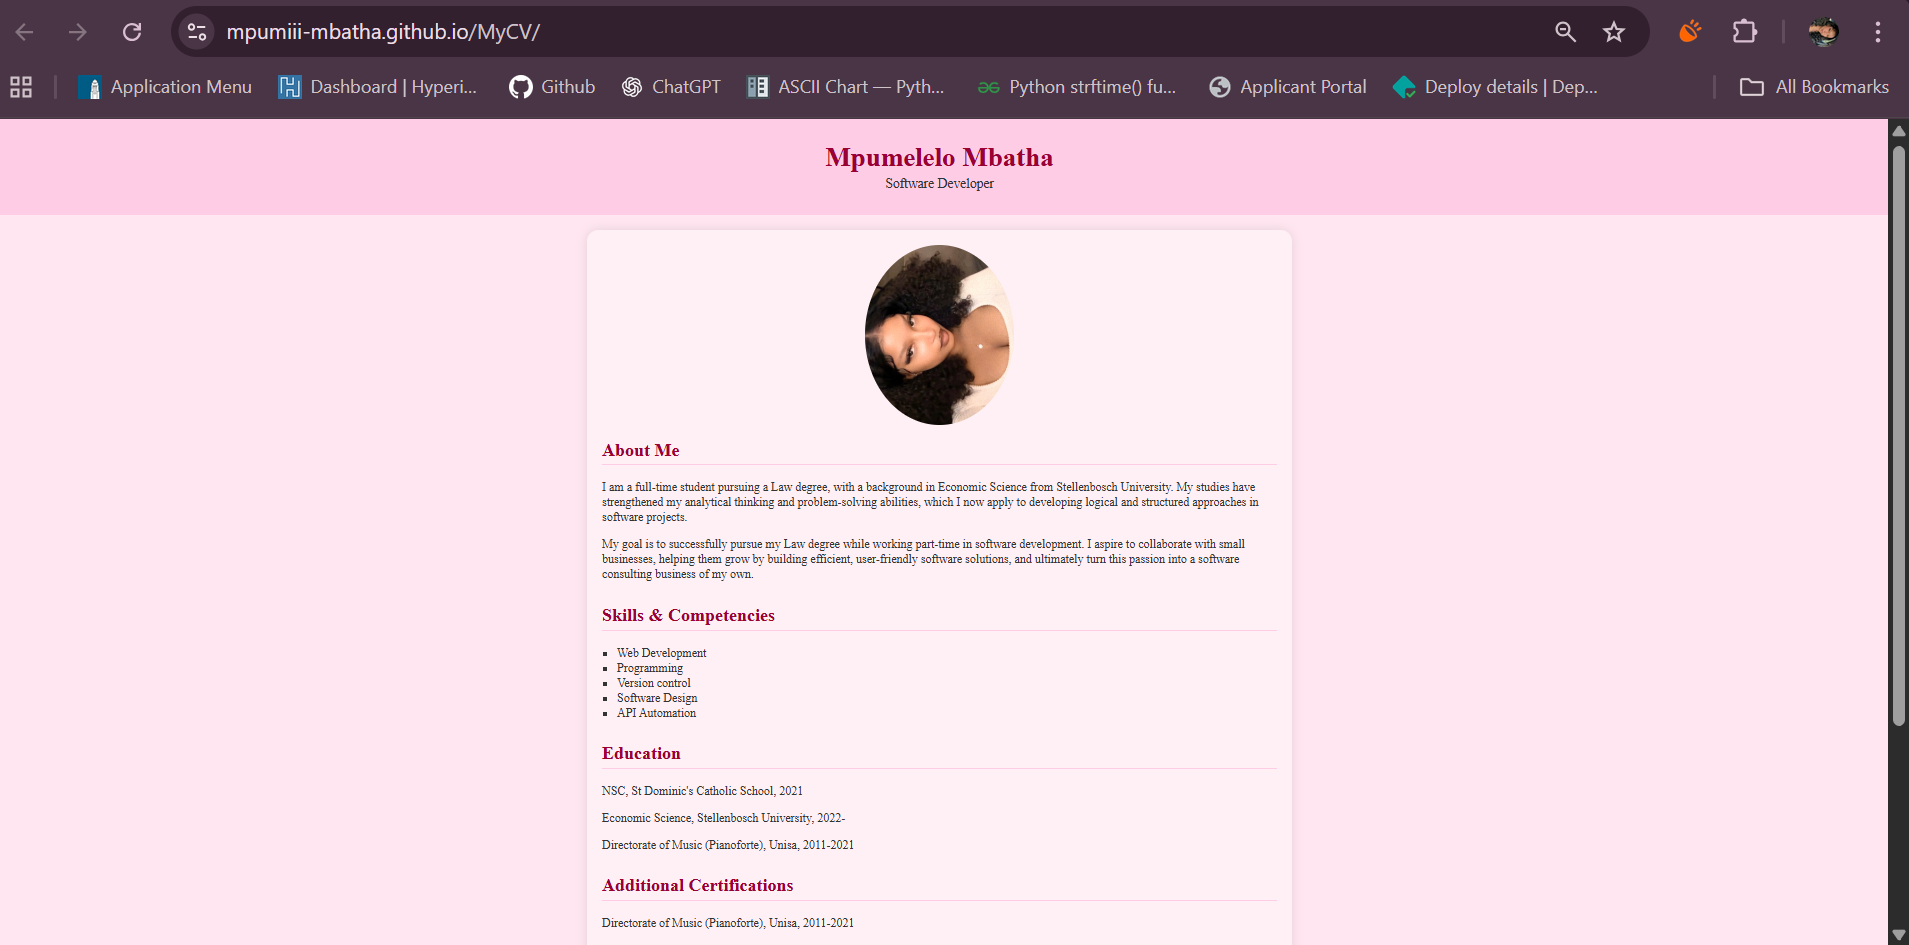 mpumiii-mbatha.github.io/MyCV/
Application Menu
Dashboard | Hyperi...
Github
ChatGPT
ASCII Chart — Pyth...
Python strftime() fu...
Applicant Portal
Deploy details | Dep...
All Bookmarks
Mpumelelo Mbatha
Software Developer
About Me
I am a full-time student pursuing a Law degree, with a background in Economic Science from Stellenbosch University. My studies have
strengthened my analytical thinking and problem-solving abilities, which I now apply to developing logical and structured approaches in
software projects.
My goal is to successfully pursue my Law degree while working part-time in software development. I aspire to collaborate with small
businesses, helping them grow by building efficient, user-friendly software solutions, and ultimately turn this passion into a software
consulting business of my own.
Skills & Competencies
Web Development
Programming
Version control
Software Design
API Automation
Education
NSC, St Dominic's Catholic School, 2021
Economic Science, Stellenbosch University, 2022-
Directorate of Music (Pianoforte), Unisa, 2011-2021
Additional Certifications
Directorate of Music (Pianoforte), Unisa, 2011-2021